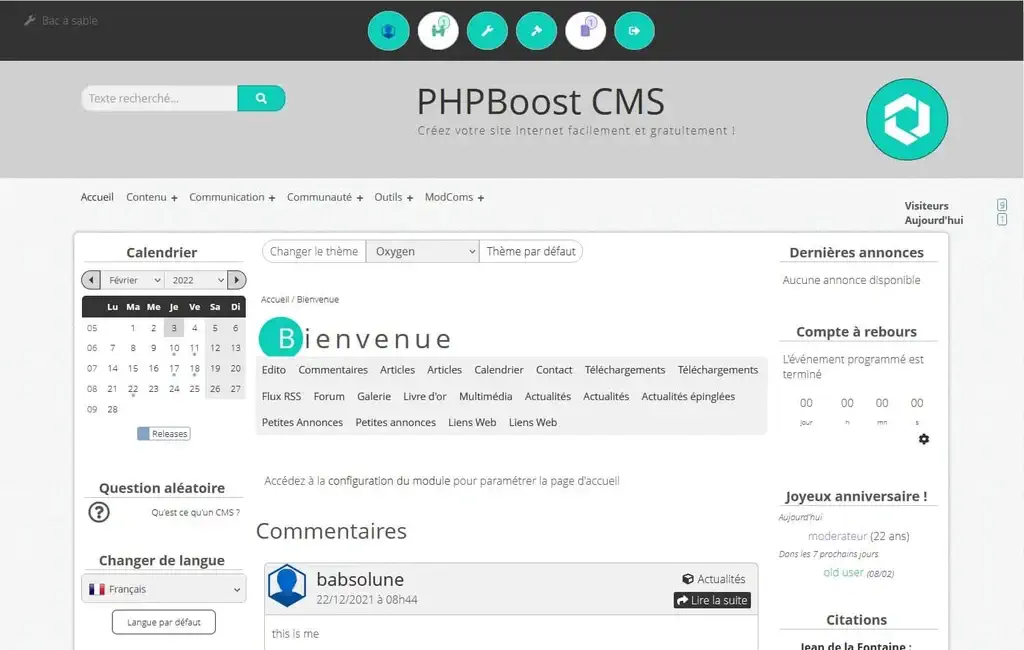 Bac à sable
1
1
Texte recherché...
PHPBoost CMS
Créez votre site Internet facilement et gratuitement !
Accueil Contenu + Communication + Communauté + Outils + ModComs +
Visiteurs 9
Aujourd'hui 1
Calendrier
Février 2022
Lu Ma Me Je Ve Sa Di
05 1 2 3 4 5 6
06 7 8 9 10 11 12 13
07 14 15 16 17 18 19 20
08 21 22 23 24 25 26 27
09 28
Releases
Question aléatoire
Qu'est ce qu'un CMS ?
Changer de langue
Français
Langue par défaut
Changer le thème Oxygen Thème par défaut
Accueil / Bienvenue
Bienvenue
Edito Commentaires Articles Articles Calendrier Contact Téléchargements Téléchargements
Flux RSS Forum Galerie Livre d'or Multimédia Actualités Actualités Actualités épinglées
Petites Annonces Petites annonces Liens Web Liens Web
Accédez à la configuration du module pour paramétrer la page d'accueil
Commentaires
babsolune
22/12/2021 à 08h44
Actualités
Lire la suite
this is me
Dernières annonces
Aucune annonce disponible
Compte à rebours
L'événement programmé est
terminé
00 00 00 00
jour h mn s
Joyeux anniversaire !
Aujourd'hui
moderateur (22 ans)
Dans les 7 prochains jours
old user (08/02)
Citations
Jean de la Fontaine :